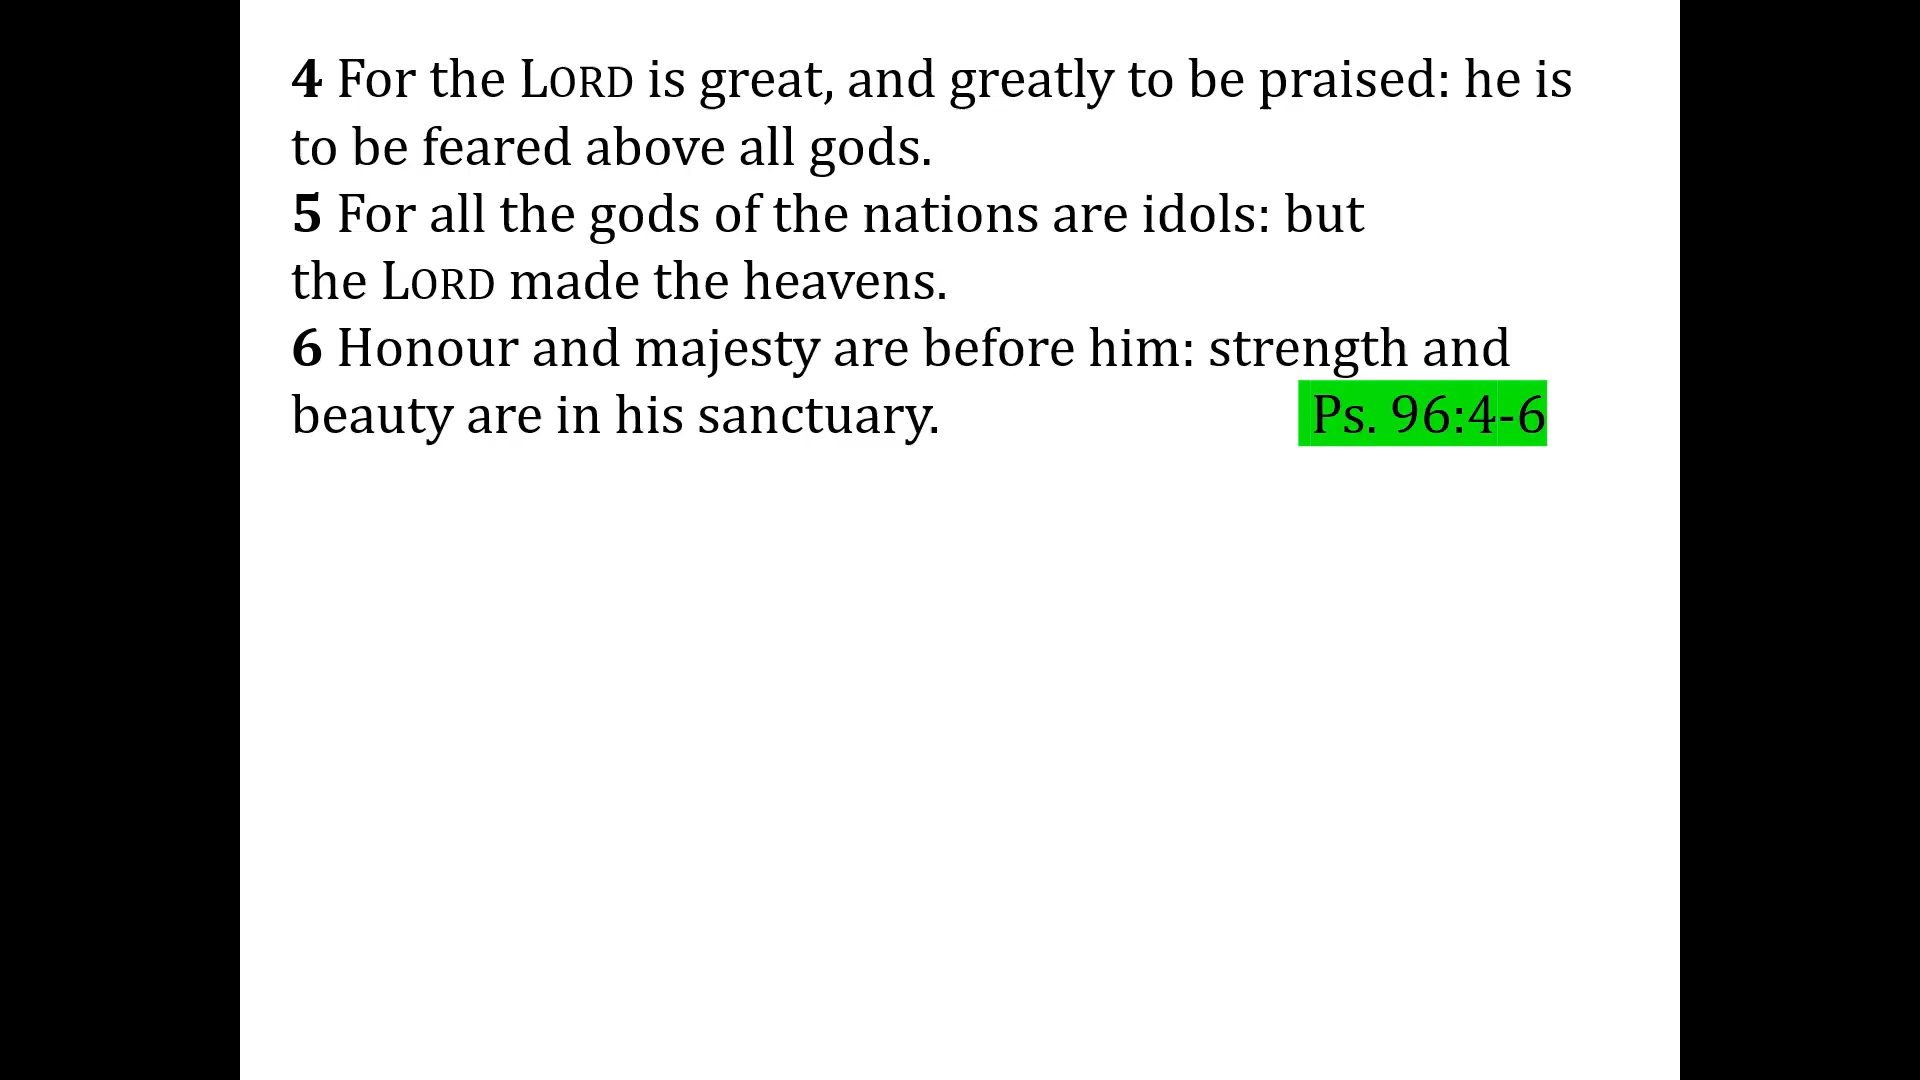 4 For the LORD is great, and greatly to be praised: he is
to be feared above all gods.
5 For all the gods of the nations are idols: but
the LORD made the heavens.
6 Honour and majesty are before him: strength and
beauty are in his sanctuary. Ps. 96:4-6